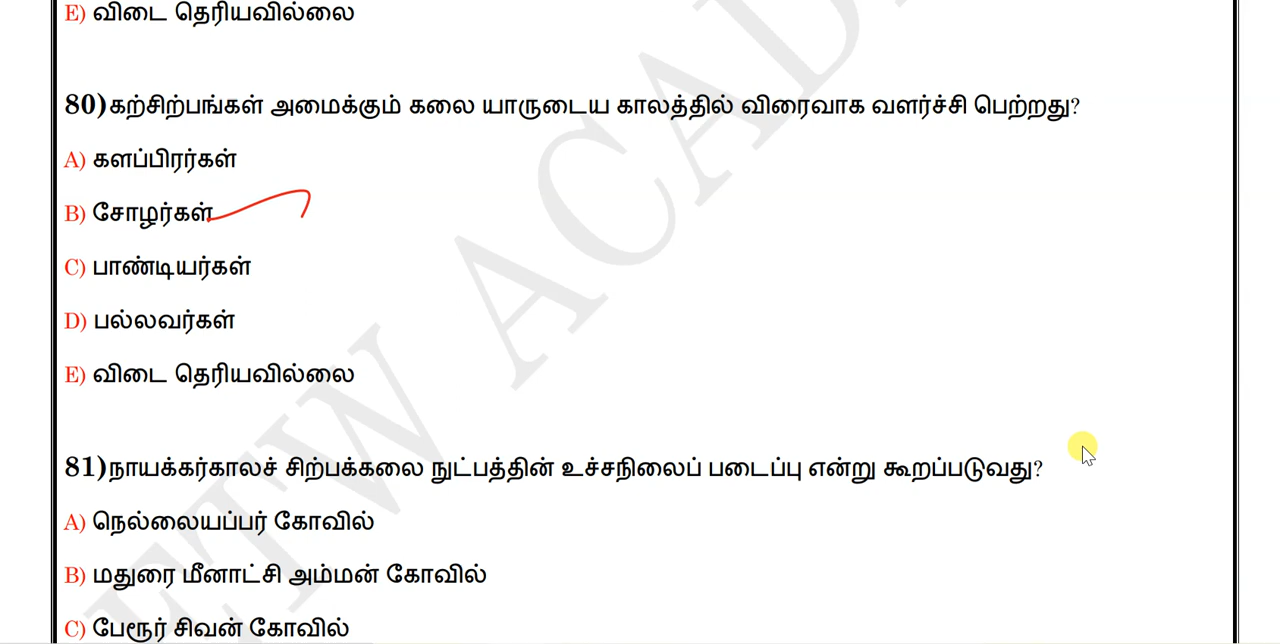 E) விடை தெரியவில்லை
80)கற்சிற்பங்கள் அமைக்கும் கலை யாருடைய காலத்தில் விரைவாக வளர்ச்சி பெற்றது?
A) களப்பிரர்கள்
B) சோழர்கள்
C) பாண்டியர்கள்
D) பல்லவர்கள்
E) விடை தெரியவில்லை
81)நாயக்கர்காலச் சிற்பக்கலை நுட்பத்தின் உச்சநிலைப் படைப்பு என்று கூறப்படுவது?
A) நெல்லையப்பர் கோவில்
B) மதுரை மீனாட்சி அம்மன் கோவில்
C) பேரூர் சிவன் கோவில்